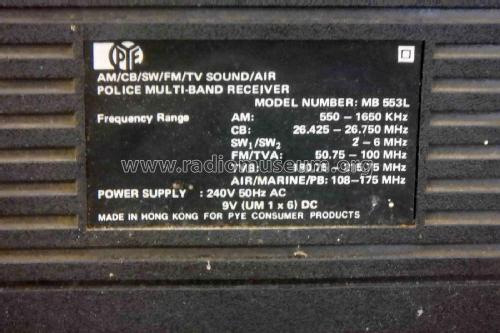 PYE
AM/CB/SW/FM/TV SOUND/AIR
POLICE MULTI-BAND RECEIVER
MODEL NUMBER: MB 553L
Frequency Range AM: 550 - 1650 KHz
CB: 26.425 - 26.750 MHz
SW1/SW2 2 - 6 MHz
FM/TVA: 50.75 - 100 MHz
www.radiomuseum.org
MHz
AIR/MARINE/PB: 108-175 MHz
POWER SUPPLY : 240V 50Hz AC
9V (UM 1 x 6) DC
MADE IN HONG KONG FOR PYE CONSUMER PRODUCTS